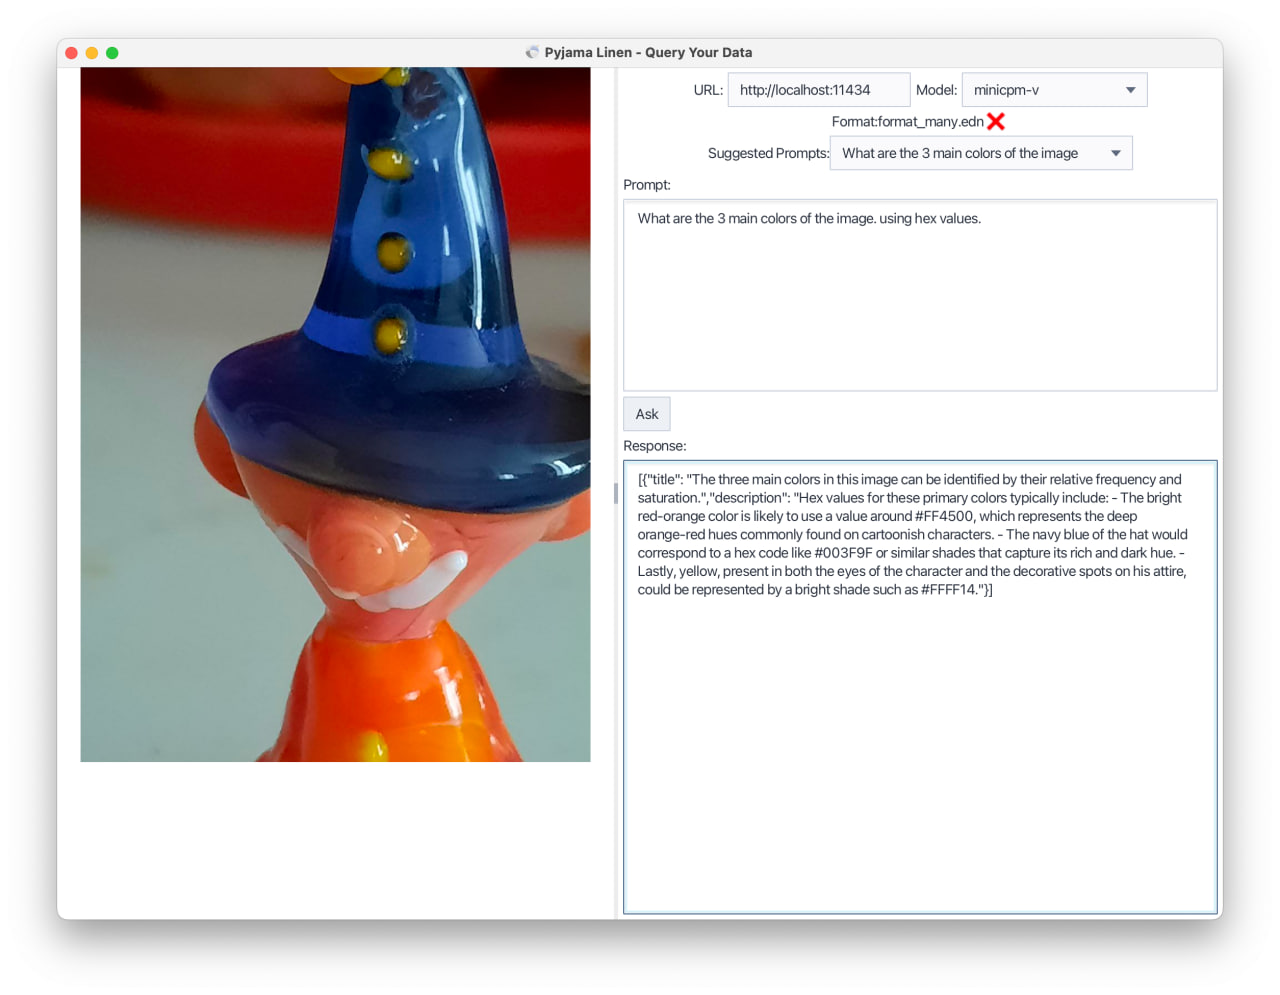 Pyjama Linen - Query Your Data
URL: http://localhost:11434 Model: minicpm-v
Format:format_many.edn
Suggested Prompts: What are the 3 main colors of the image
Prompt:
What are the 3 main colors of the image. using hex values.
Ask
Response:
[{"title": "The three main colors in this image can be identified by their relative frequency and
saturation.","description": "Hex values for these primary colors typically include: - The bright
red-orange color is likely to use a value around #FF4500, which represents the deep
orange-red hues commonly found on cartoonish characters. - The navy blue of the hat would
correspond to a hex code like #003F9F or similar shades that capture its rich and dark hue. -
Lastly, yellow, present in both the eyes of the character and the decorative spots on his attire,
could be represented by a bright shade such as #FFFF14."}]